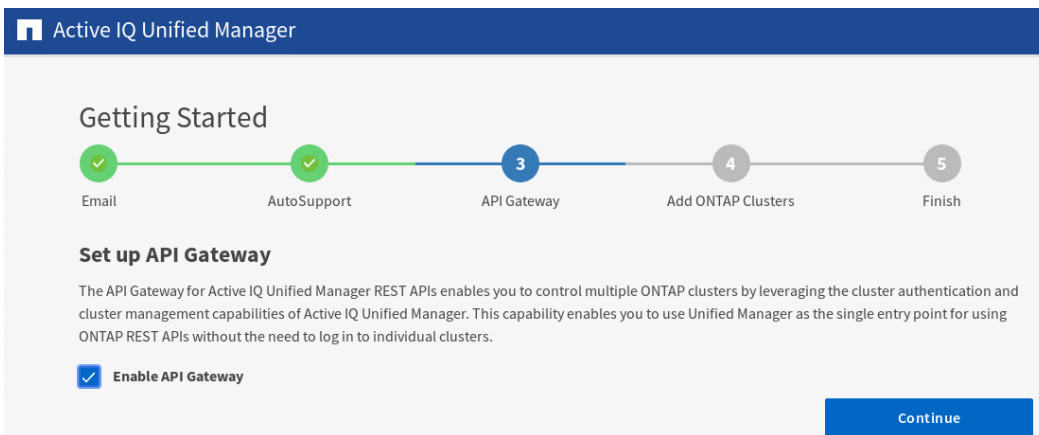 Active IQ Unified Manager
Getting Started
3
4
5
Email
AutoSupport
API Gateway
Add ONTAP Clusters
Finish
Set up API Gateway
The API Gateway for Active IQ Unified Manager REST APIs enables you to control multiple ONTAP clusters by leveraging the cluster authentication and
cluster management capabilities of Active IQ Unified Manager. This capability enables you to use Unified Manager as the single entry point for using
ONTAP REST APIs without the need to log in to individual clusters.
Enable API Gateway
Continue